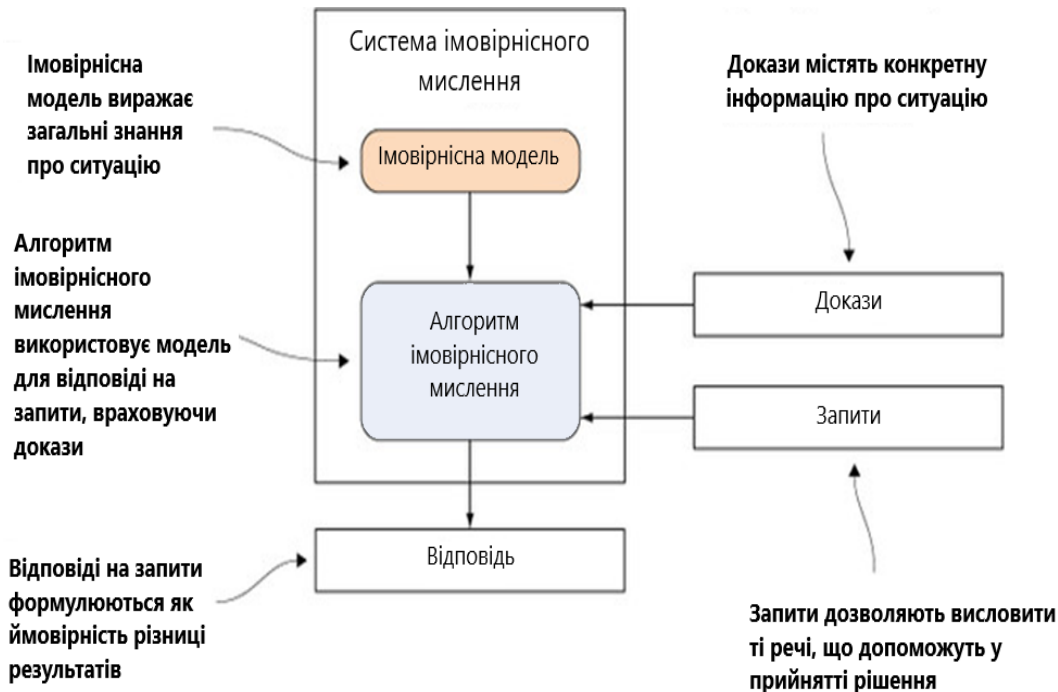 Система імовірнісного
мислення
Імовірнісна
модель виражає
загальні знання
про ситуацію
Докази містять конкретну
інформацію про ситуацію
Імовірнісна модель
Алгоритм
імовірнісного
мислення
використовує модель
для відповіді на
запити, враховуючи
докази
Алгоритм
імовірнісного
мислення
Докази
Запити
Відповідь
Відповіді на запити
формулюються як
ймовірність різниці
результатів
Запити дозволяють висловити
ті речі, що допоможуть у
прийнятті рішення